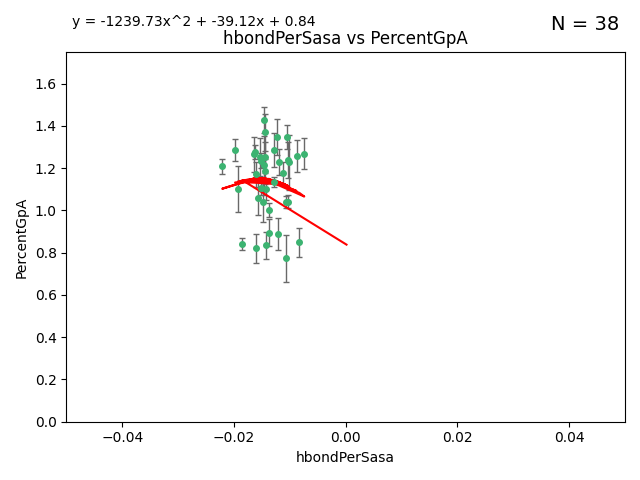 y = -1239.73x^2 + -39.12x + 0.84
N = 38
hbondPerSasa vs PercentGpA
1.6
1.4
1.2
1.0
0.8
0.6
0.4
0.2
0.0
PercentGpA
−0.04 −0.02 0.00 0.02 0.04
hbondPerSasa